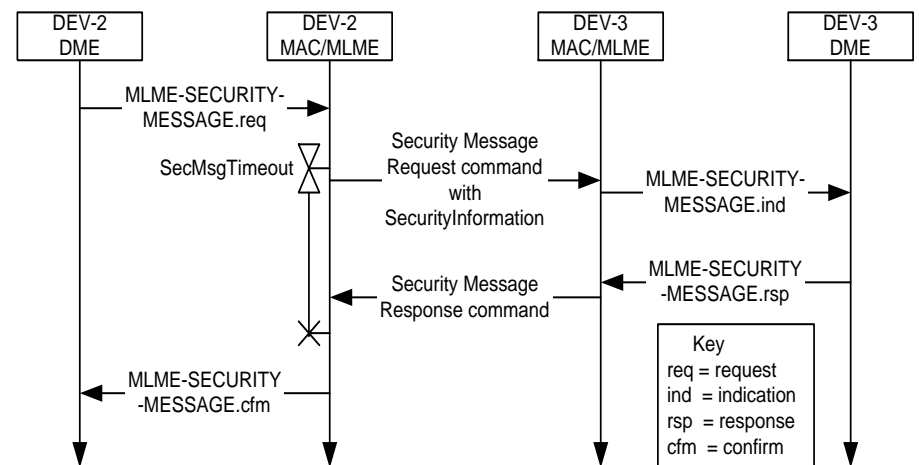 DEV-2
DME
DEV-2
MAC/MLME
DEV-3
MAC/MLME
DEV-3
DME
MLME-SECURITY-
MESSAGE.req
SecMsgTimeout
Security Message
Request command
with
SecurityInformation
MLME-SECURITY-
MESSAGE.ind
MLME-SECURITY
-MESSAGE.rsp
Security Message
Response command
MLME-SECURITY
-MESSAGE.cfm
Key
req = request
ind = indication
rsp = response
cfm = confirm